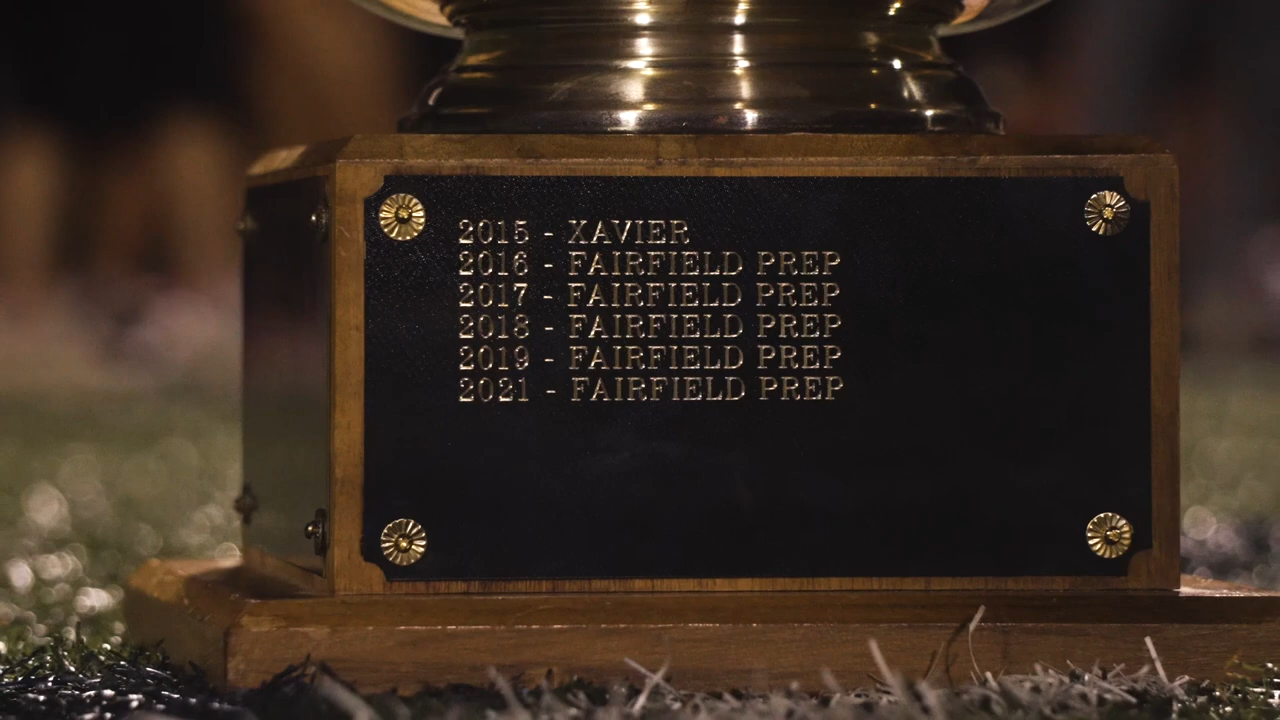 2015 - XAVIER
2016 - FAIRFIELD PREP
2017 - FAIRFIELD PREP
2018 - FAIRFIELD PREP
2019 - FAIRFIELD PREP
2021 - FAIRFIELD PREP